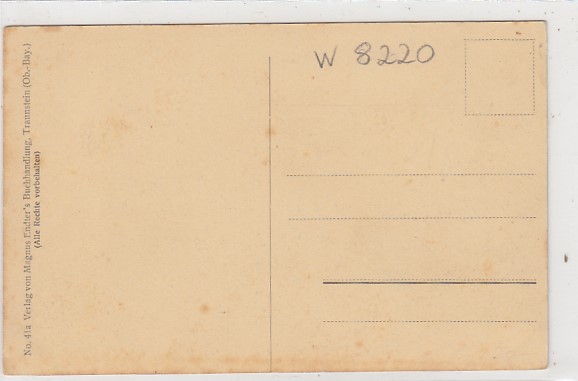 W 8220
No. 41a Verlag von Magnus Endter's Buchhandlung, Traunstein (Ob.-Bay.)
(Alle Rechte vorbehalten)